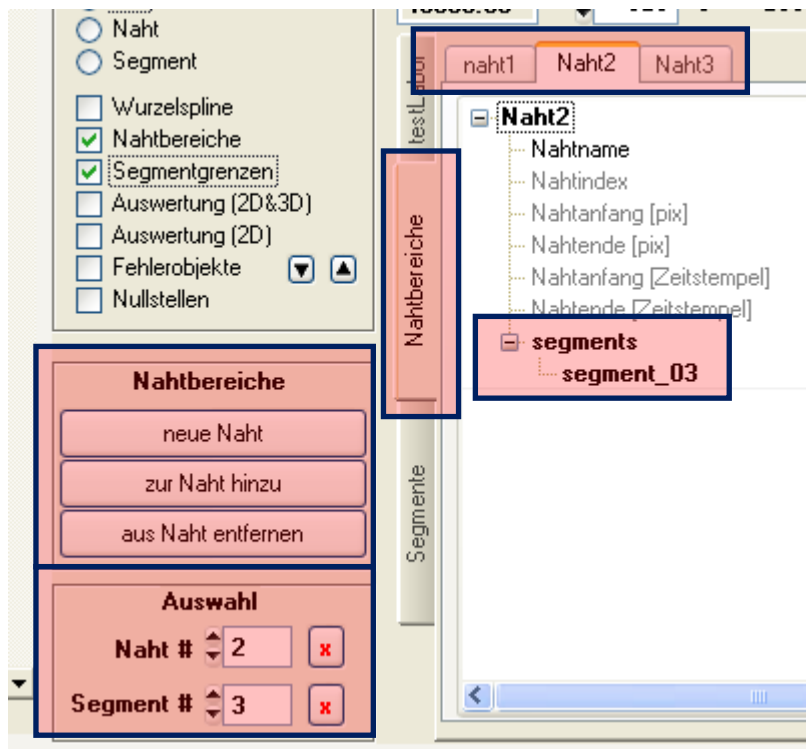 Naht
Segment
Wurzelspline
Nahtbereiche
Segmentgrenzen
Auswertung (2D&3D)
Auswertung (2D)
Fehlerobjekte
Nullstellen
Nahtbereiche
neue Naht
zur Naht hinzu
aus Naht entfernen
Auswahl
Naht # 2 x
Segment # 3 x
Nahtbereiche
Segmente
naht1 Naht2 Naht3
Naht2
Nahtname
Nahtindex
Nahtanfang [pix]
Nahtende [pix]
Nahtanfang [Zeitstempel]
Nahtende [Zeitstempel]
segments
segment_03